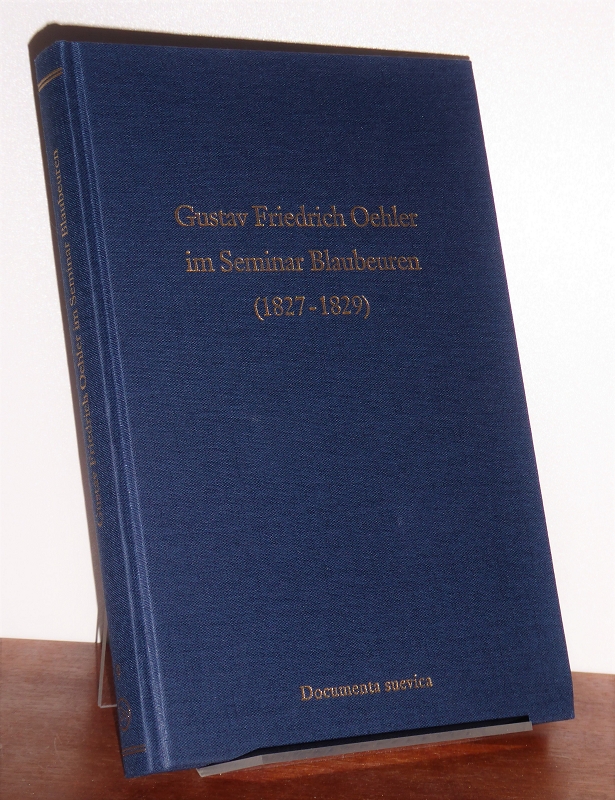 Gustav Friedrich Oehler
im Seminar Blaubeuren
(1827-1829)
Documenta suevica
Gustav Friedrich Oehler im Seminar Blaubeuren